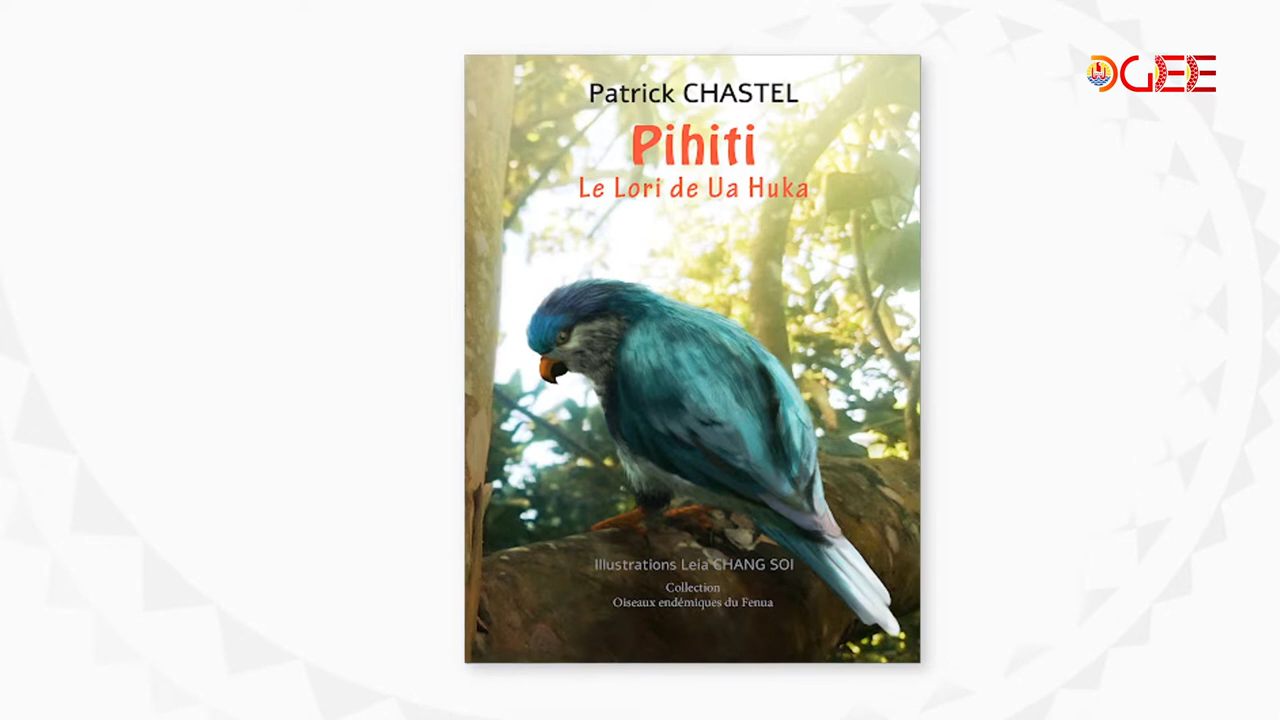 Patrick CHASTEL
Pihiti
Le Lori de Ua Huka
DGEE
Illustrations Leia CHANG SOI
Collection
Oiseaux endémiques du Fenua